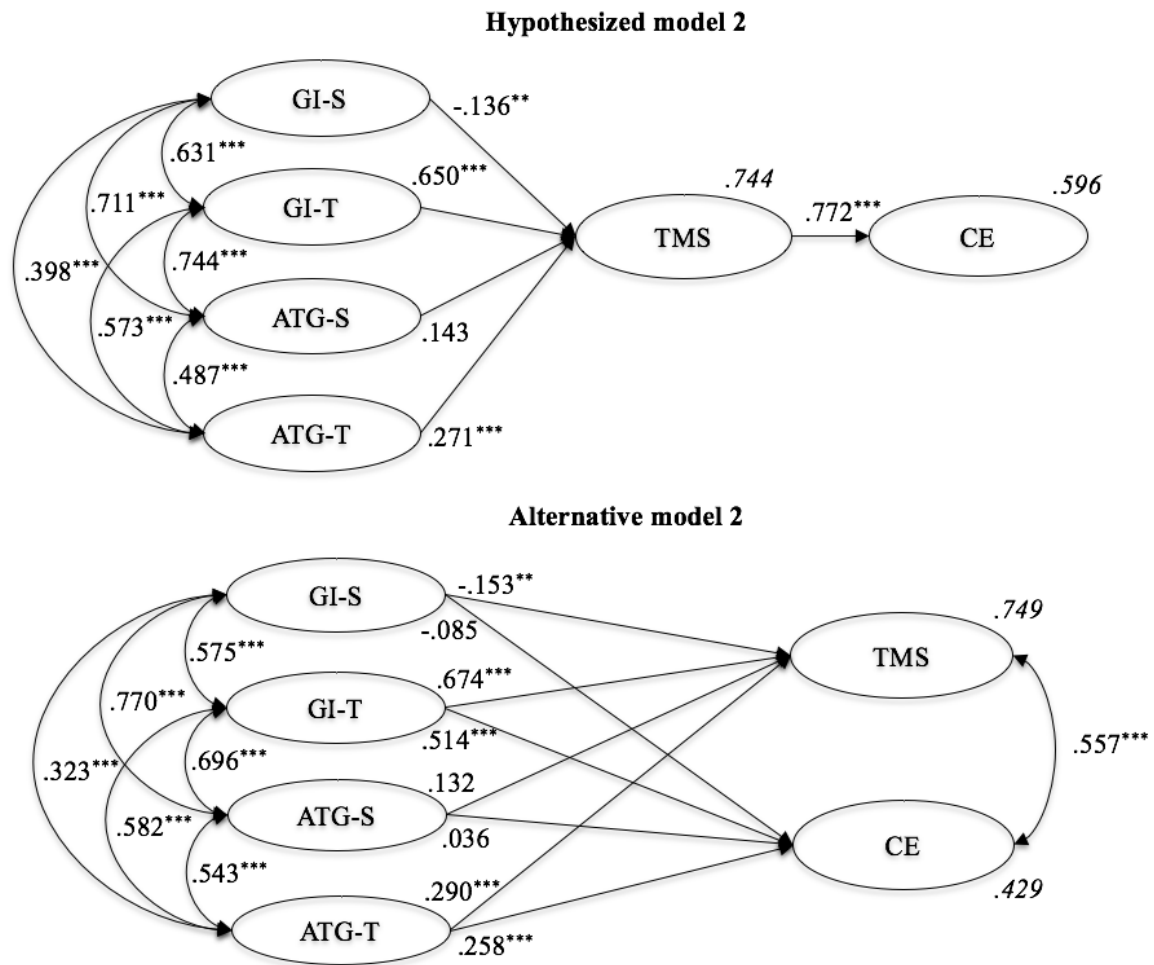 Hypothesized model 2
GI-S
-.136**
.631***
.650***
.744
.596
.711***
GI-T
.772***
TMS
CE
.398***
.744***
.573***
ATG-S
.143
.487***
ATG-T
.271***
Alternative model 2
GI-S
-.153**
-.085
.749
.575***
TMS
.674***
.770***
GI-T
.514***
.557***
.323***
.696***
.132
ATG-S
.582***
.036
CE
.543***
.290***
.429
ATG-T
.258***